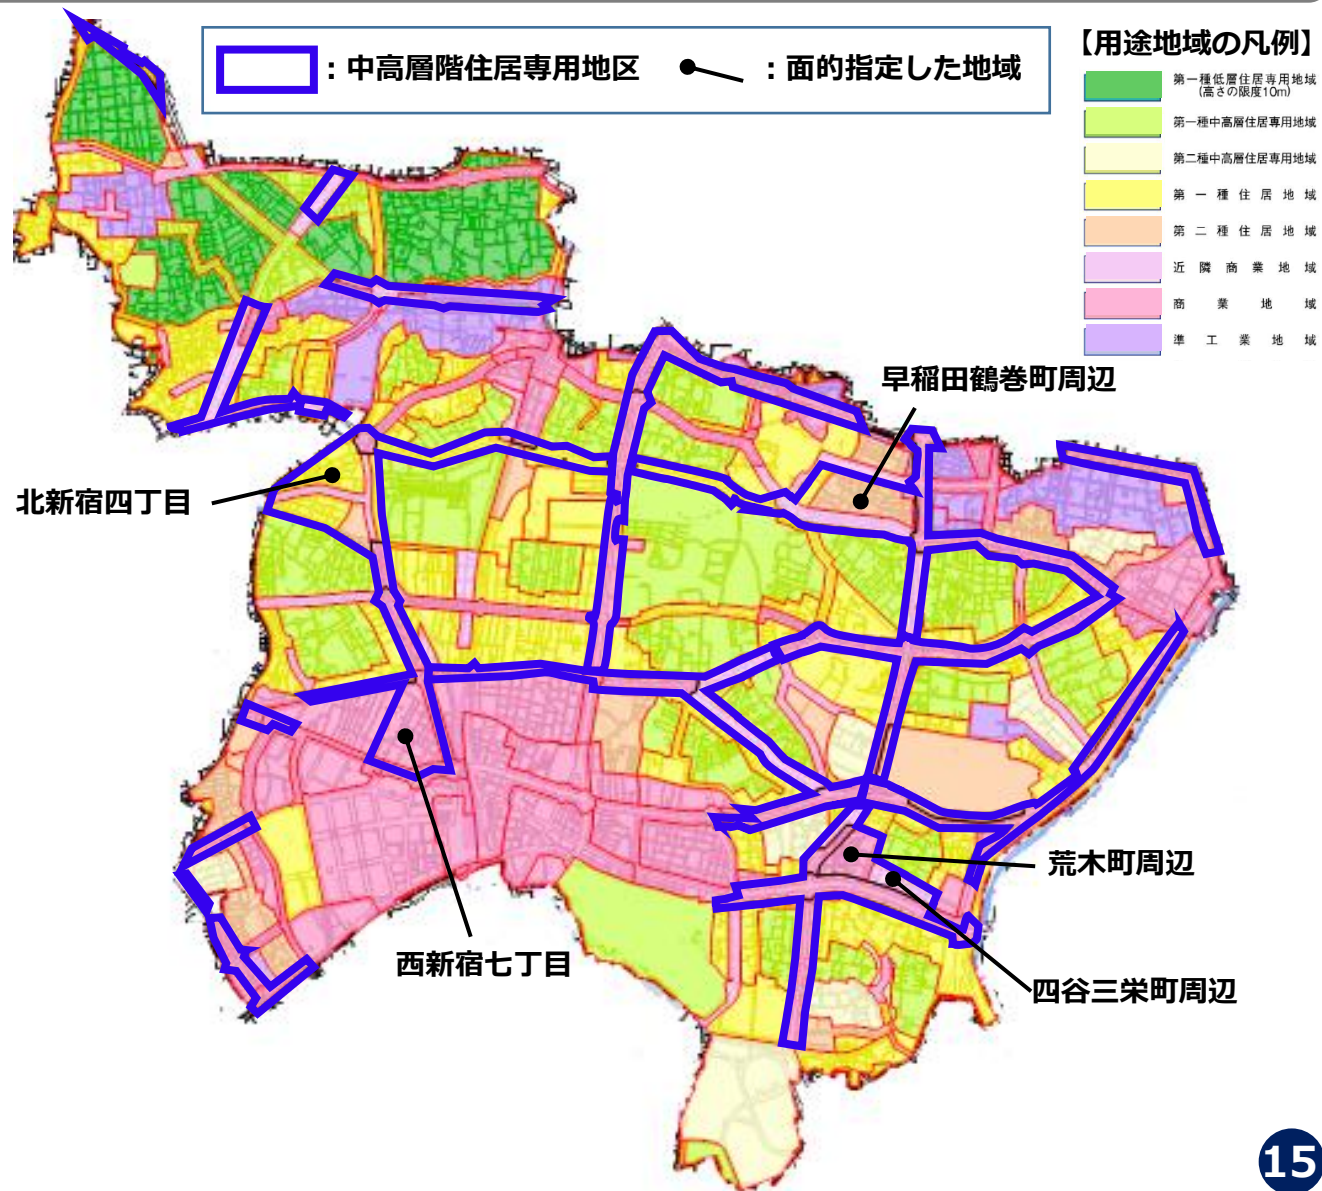 ：中高層階住居専用地区
：面的指定した地域
【用途地域の凡例】
第一種低層住居専用地域
(高さの限度10m)
第一種中高層住居専用地域
第二種中高層住居専用地域
第一種住居地域
第二種住居地域
近隣商業地域
商業地域
準工業地域
早稲田鶴巻町周辺
北新宿四丁目
荒木町周辺
西新宿七丁目
四谷三栄町周辺
15